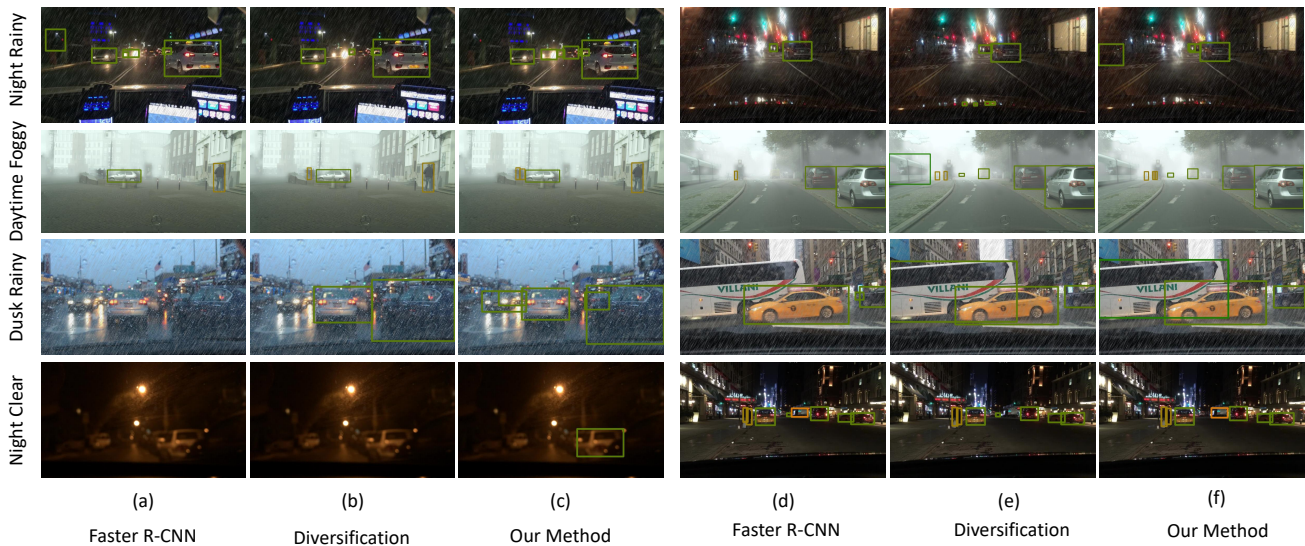 Night Rainy
Daytime Foggy
Dusk Rainy
VILLANI
VILLANI
VILLANI
Night Clear
(a) (b) (c) (d) (e) (f)
Faster R-CNN Diversification Our Method Faster R-CNN Diversification Our Method